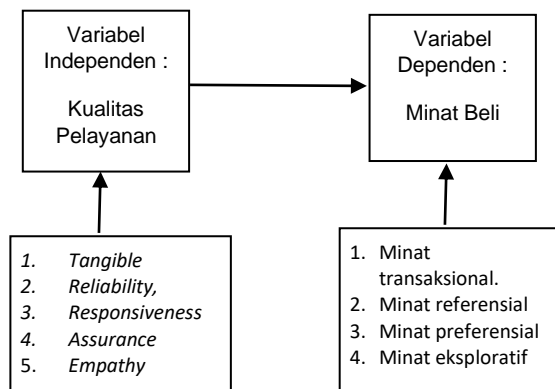 Variabel
Independen :
Kualitas
Pelayanan
Variabel
Dependen :
Minat Beli
1. Tangible
2. Reliability,
3. Responsiveness
4. Assurance
5. Empathy
1. Minat
transaksional.
2. Minat referensial
3. Minat preferensial
4. Minat eksploratif